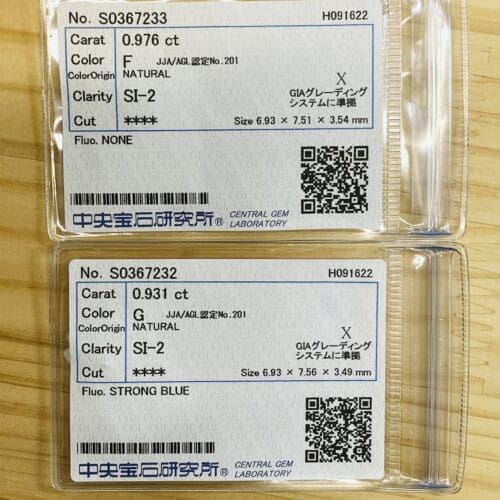 No. S0367233 H091622
Carat 0.976 ct
Color F JJA/AGL認定No.201
ColorOrigin NATURAL
X
Clarity SI-2 GIAグレーディング
システムに準拠
Cut **** Size 6.93 × 7.51 × 3.54 mm
Fluo. NONE
中央宝石研究所® CENTRAL GEM
LABORATORY
No. S0367232 H091622
Carat 0.931 ct
Color G JJA/AGL認定No.201
ColorOrigin NATURAL
X
Clarity SI-2 GIAグレーディング
システムに準拠
Cut **** Size 6.93 × 7.56 × 3.49 mm
Fluo. STRONG BLUE
中央宝石研究所® CENTRAL GEM
LABORATORY